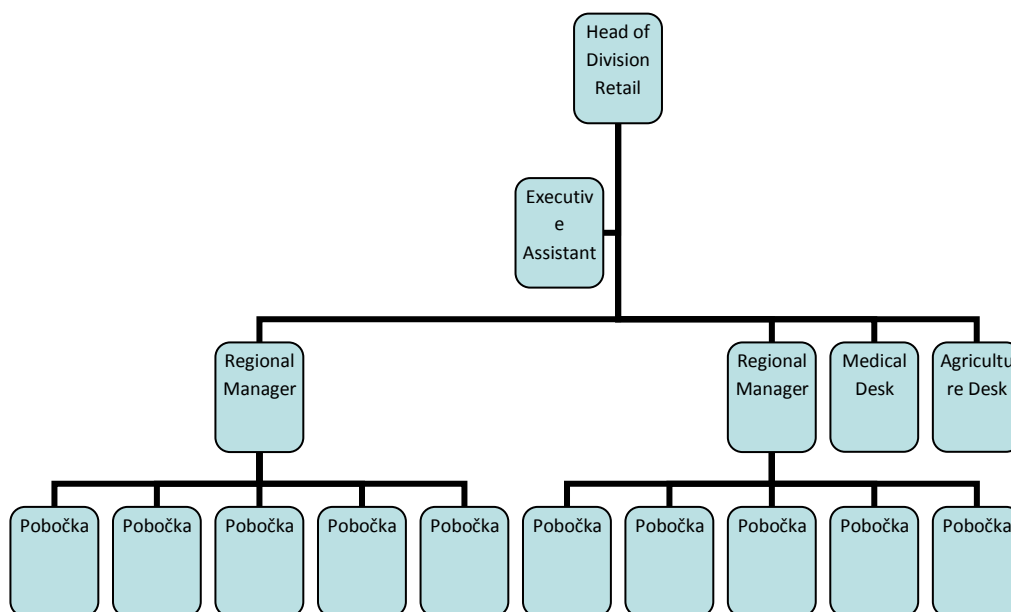 Head of
Division
Retail
Executiv
e
Assistant
Regional
Manager
Regional
Manager
Medical
Desk
Agricultu
re Desk
Pobočka
Pobočka
Pobočka
Pobočka
Pobočka
Pobočka
Pobočka
Pobočka
Pobočka
Pobočka